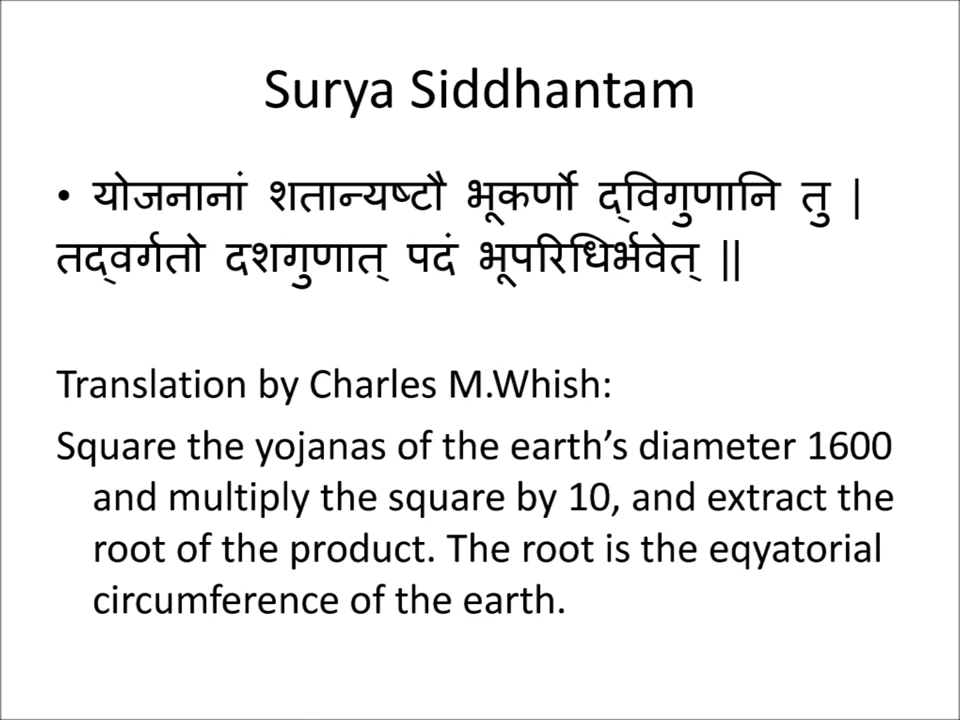 Surya Siddhantam
• योजनानां शतान्यष्टौ भूकर्णो द्विगुणानि तु |
तद्वर्गतो दशगुणात् पदं भूपरिधिर्भवेत् ||
Translation by Charles M.Whish:
Square the yojanas of the earth’s diameter 1600
and multiply the square by 10, and extract the
root of the product. The root is the eqyatorial
circumference of the earth.